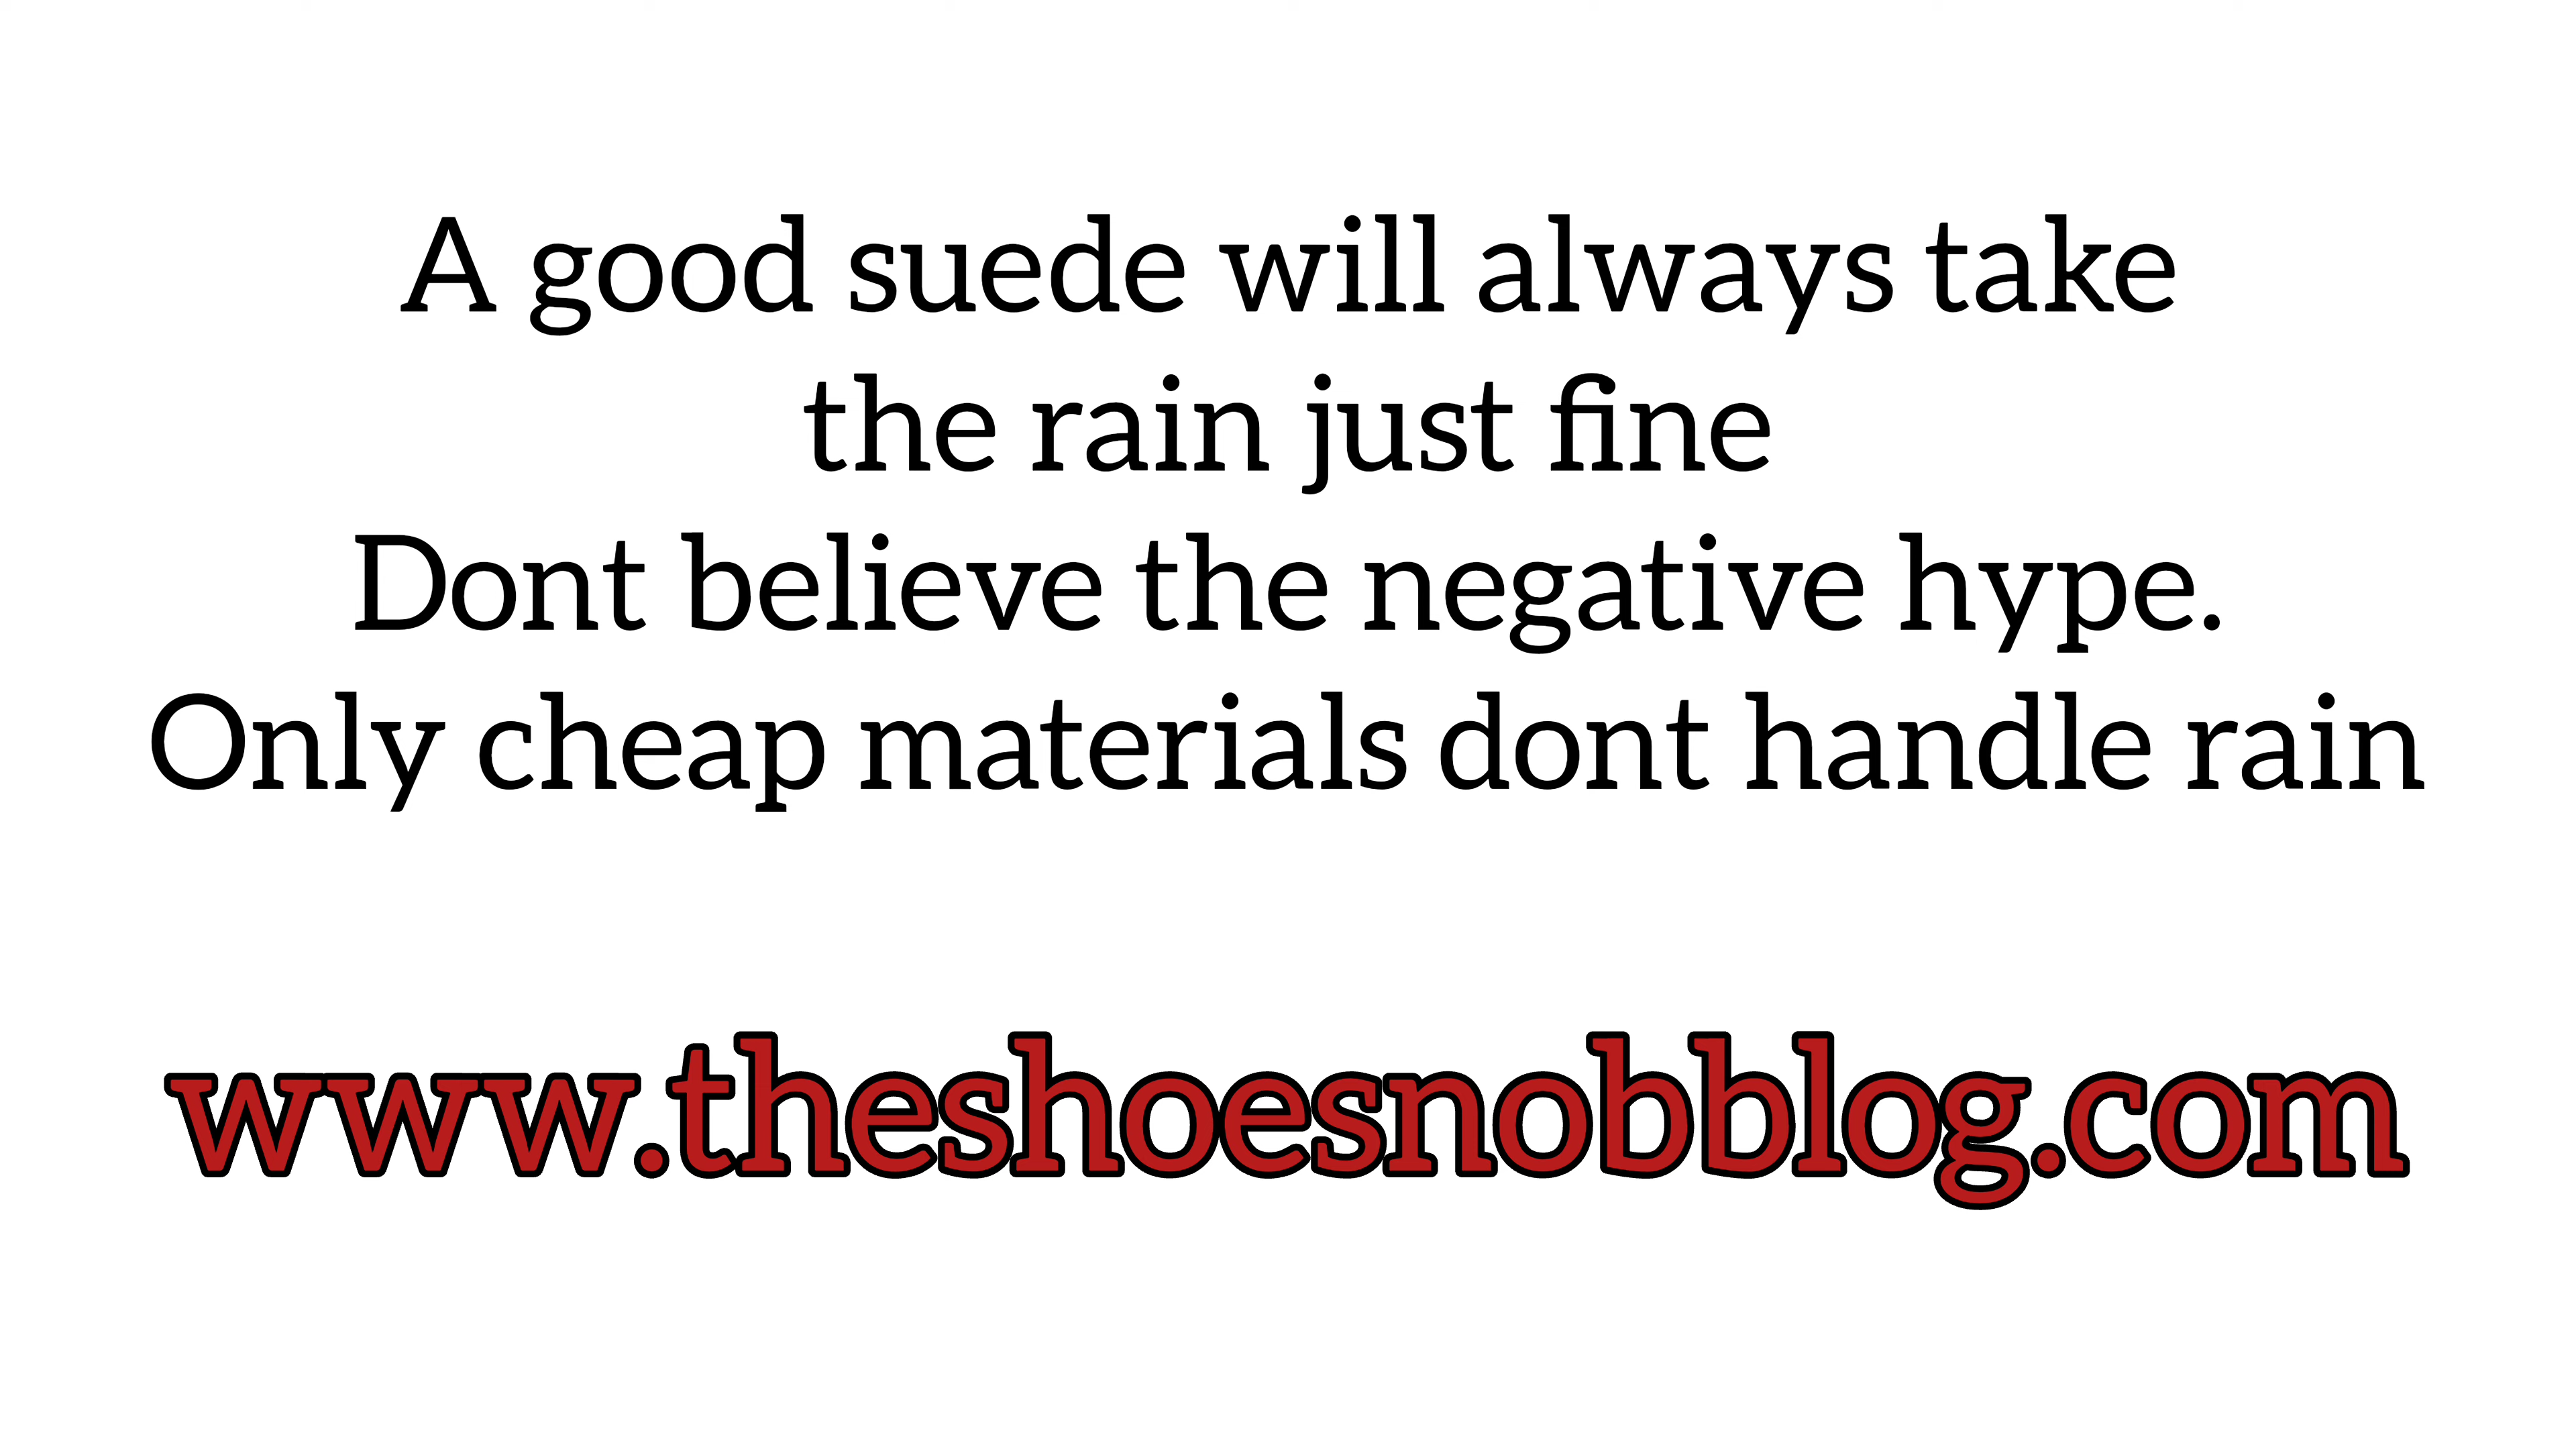 A good suede will always take
the rain just fine
Dont believe the negative hype.
Only cheap materials dont handle rain
www.theshoesnobblog.com